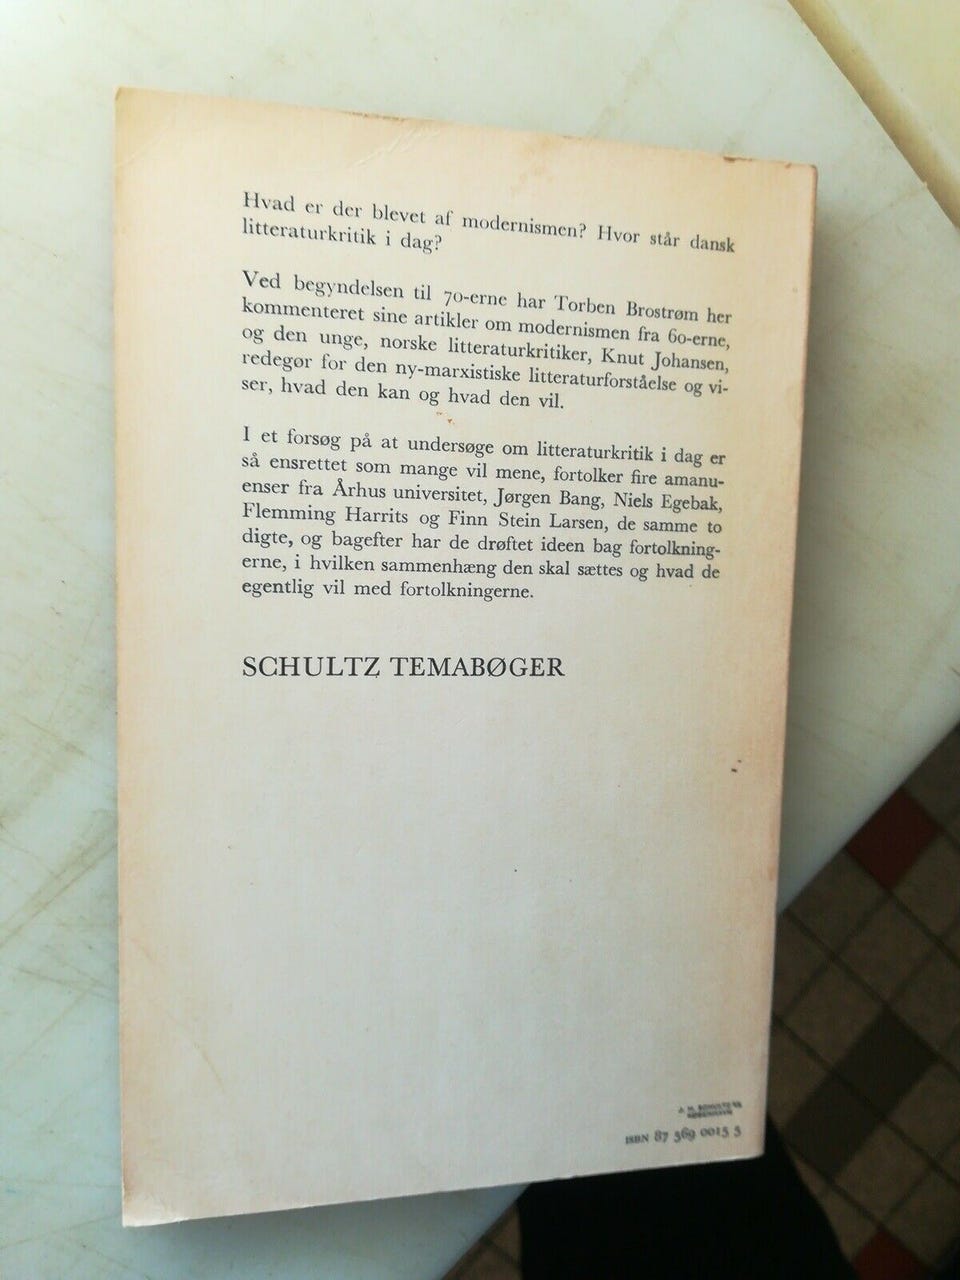 Hvad er der blevet af modernismen? Hvor står dansk
litteraturkritik i dag?
Ved begyndelsen til 70-erne har Torben Brostrøm her
kommenteret sine artikler om modernismen fra 60-erne,
og den unge, norske litteraturkritiker, Knut Johansen,
redegør for den ny-marxistiske litteraturforståelse og vi-
ser, hvad den kan og hvad den vil.
I et forsøg på at undersøge om litteraturkritik i dag er
så ensrettet som mange vil mene, fortolker fire amanu-
enser fra Århus universitet, Jørgen Bang, Niels Egebak,
Flemming Harrits og Finn Stein Larsen, de samme to
digte, og bagefter har de drøftet ideen bag fortolkning-
erne, i hvilken sammenhæng den skal sættes og hvad de
egentlig vil med fortolkningerne.
SCHULTZ TEMABØGER
J. H. SCHULTZ
KØBENHAVN
ISBN 87 569 0015 5